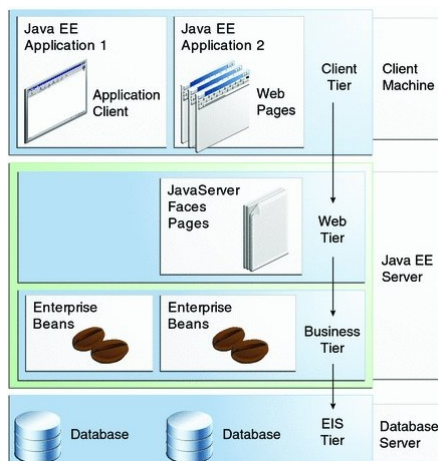 Java EE
Application 1
Application
Client
Java EE
Application 2
Web
Pages
Client
Tier
Client
Machine
JavaServer
Faces
Pages
Web
Tier
Java EE
Server
Enterprise
Beans
Enterprise
Beans
Business
Tier
Database
Database
EIS
Tier
Database
Server